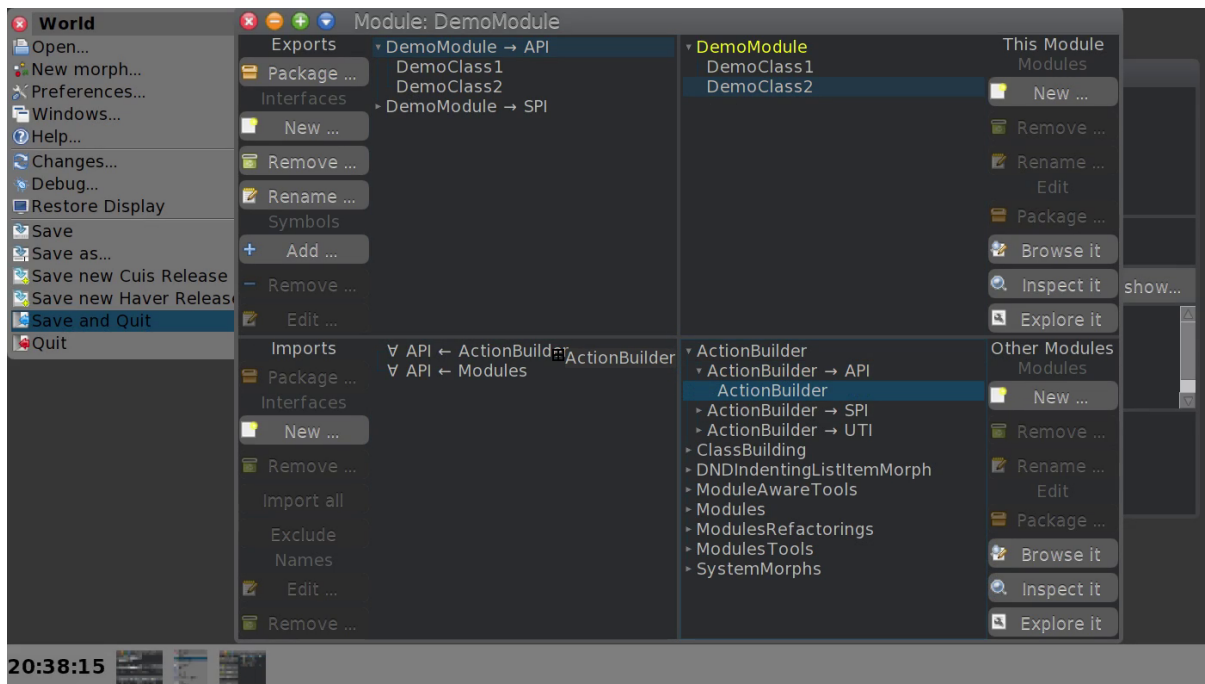 World
Open...
New morph...
Preferences...
Windows...
Help...
Changes...
Debug...
Restore Display
Save
Save as...
Save new Cuis Release
Save new Haver Release
Save and Quit
Quit
Module: DemoModule
Exports
Package ...
Interfaces
New ...
Remove ...
Rename ...
Symbols
Add ...
Remove ...
Edit ...
DemoModule → API
DemoClass1
DemoClass2
DemoModule → SPI
DemoModule
DemoClass1
DemoClass2
This Module
Modules
New ...
Remove ...
Rename ...
Edit
Package ...
Browse it
Inspect it
Explore it
show...
Imports
Package ...
Interfaces
New ...
Remove ...
Import all
Exclude
Names
Edit ...
Remove ...
∀ API ← ActionBuilder
∀ API ← Modules
ActionBuilder
ActionBuilder
ActionBuilder → API
ActionBuilder
ActionBuilder → SPI
ActionBuilder → UTI
ClassBuilding
DNDIndentingListItemMorph
ModuleAwareTools
Modules
ModulesRefactorings
ModulesTools
SystemMorphs
Other Modules
Modules
New ...
Remove ...
Rename ...
Edit
Package ...
Browse it
Inspect it
Explore it
20:38:15